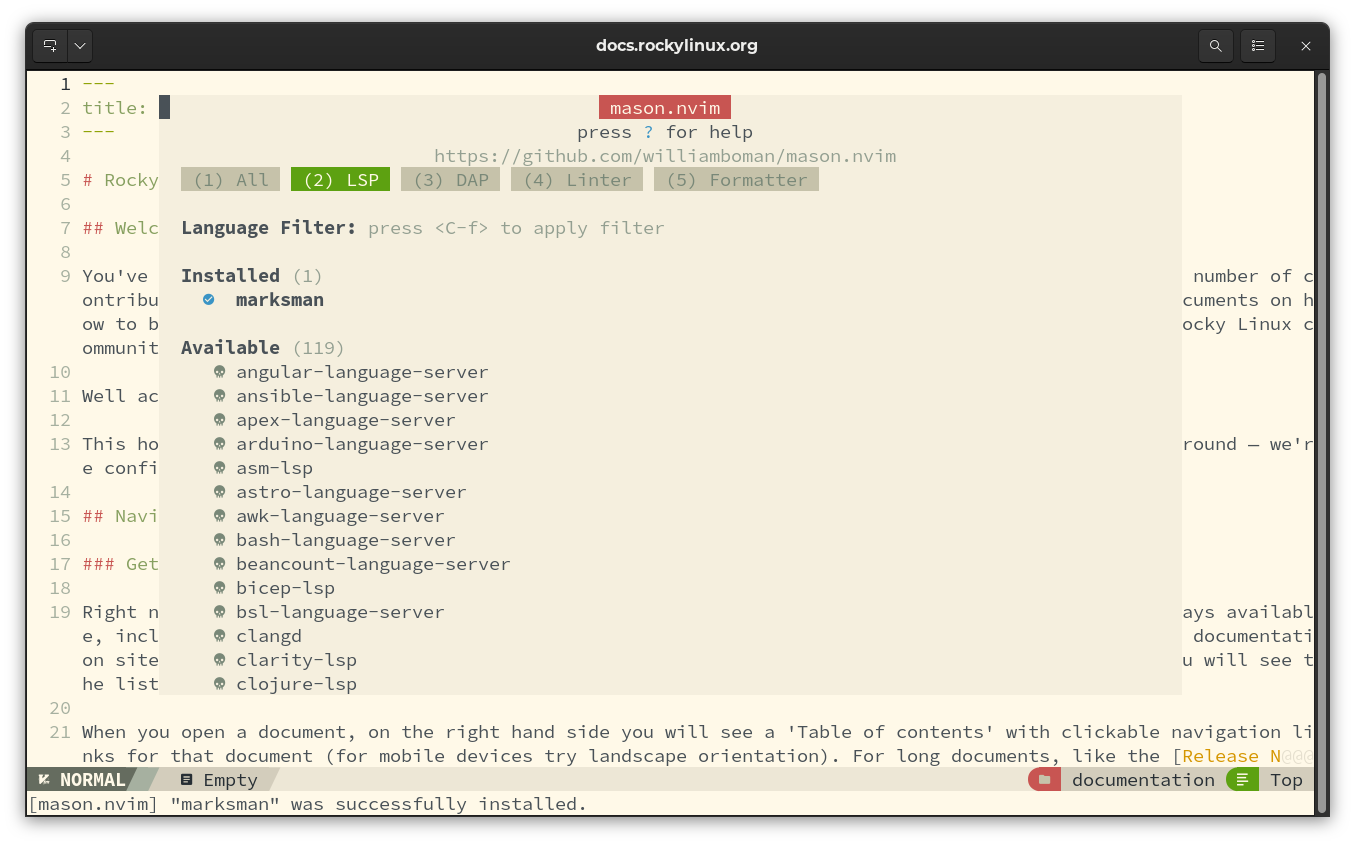 docs.rockylinux.org
1 ---
2 title: mason.nvim
3 --- press ? for help
4 https://github.com/williamboman/mason.nvim
5 # Rocky (1) All (2) LSP (3) DAP (4) Linter (5) Formatter
6
7 ## Welc Language Filter: press <C-f> to apply filter
8
9 You've Installed (1) number of c
ontribu marksman cuments on h
ow to b ocky Linux c
ommunit Available (119)
10 angular-language-server
11 Well ac ansible-language-server
12 apex-language-server
13 This ho arduino-language-server round — we'r
e confi asm-lsp
14 astro-language-server
15 ## Navi awk-language-server
16 bash-language-server
17 ### Get beancount-language-server
18 bicep-lsp
19 Right n bsl-language-server ays availabl
e, incl clangd documentati
on site clarity-lsp u will see t
he list clojure-lsp
20
21 When you open a document, on the right hand side you will see a 'Table of contents' with clickable navigation li
nks for that document (for mobile devices try landscape orientation). For long documents, like the [Release N@@@
NORMAL Empty documentation Top
[mason.nvim] "marksman" was successfully installed.